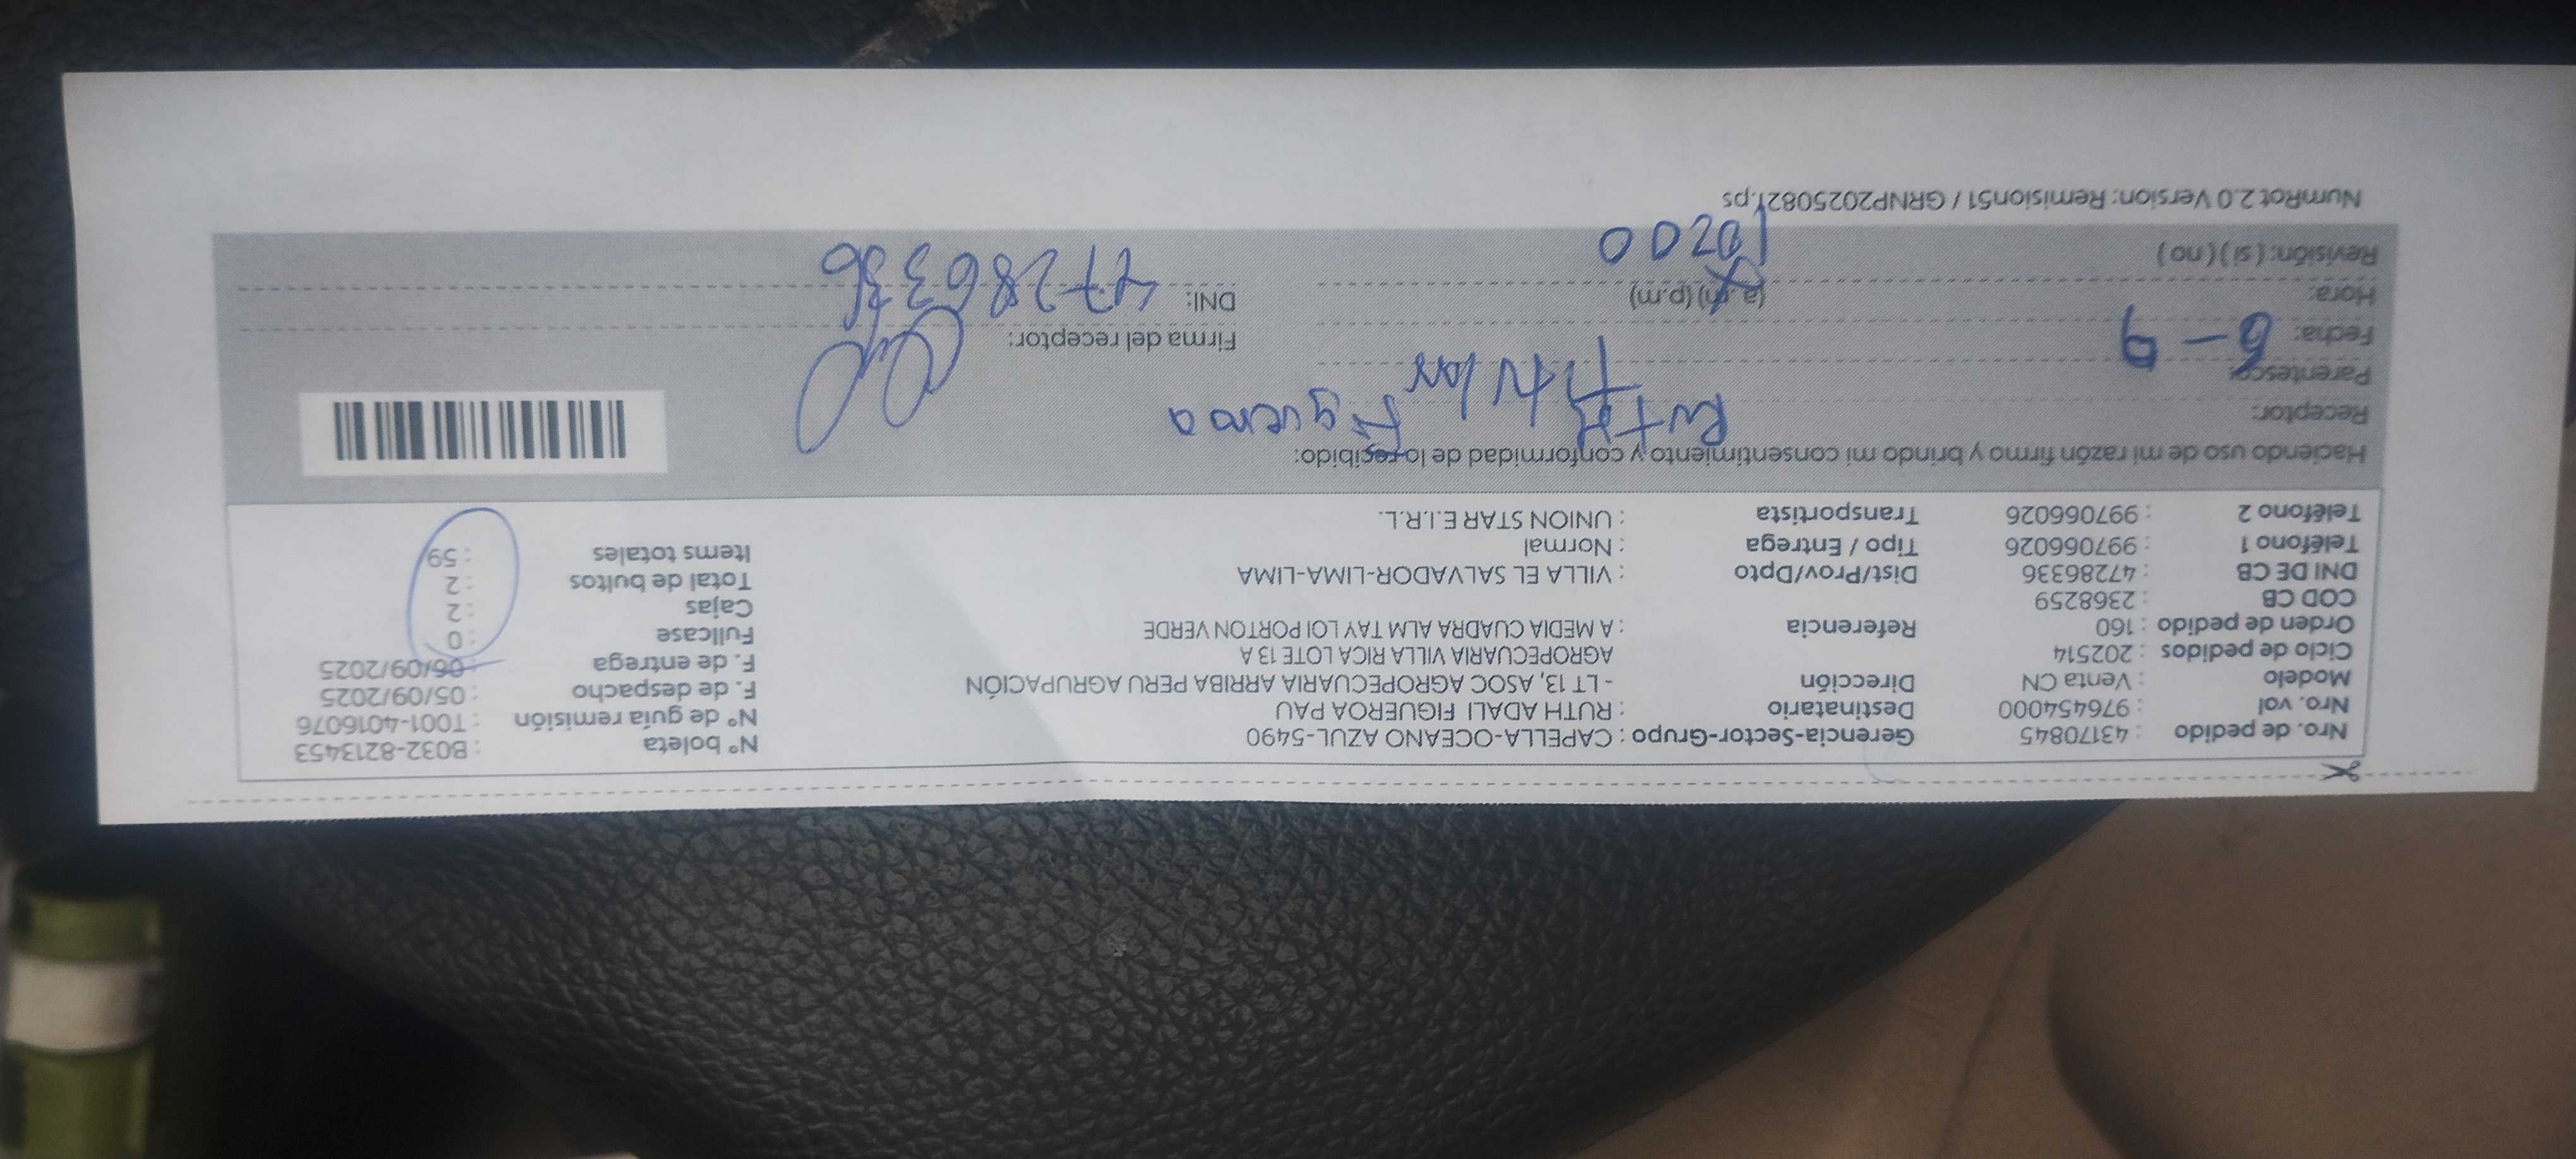 Nro. de pedido : 43170845 Gerencia-Sector-Grupo : CAPELLA-OCEANO AZUL-5490 N° boleta : B032-8213453
Nro. vol : 976454000 Destinatario : RUTH ADALI FIGUEROA PAU N° de guía remisión : T001-4016076
Modelo : Venta CN Dirección - LT 13, ASOC AGROPECUARIA ARRIBA PERU AGRUPACIÓN F. de despacho : 05/09/2025
Ciclo de pedidos : 202514 AGROPECUARIA VILLA RICA LOTE 13 A F. de entrega : 06/09/2025
Orden de pedido : 160 Referencia : A MEDIA CUADRA ALM TAY LOI PORTON VERDE Fullcase : 0
COD CB : 2368259 Cajas : 2
DNI DE CB : 47286336 Dist/Prov/Dpto : VILLA EL SALVADOR-LIMA-LIMA Total de bultos : 2
Teléfono 1 : 997066026 Tipo / Entrega : Normal Items totales : 59
Teléfono 2 : 997066026 Transportista : UNION STAR E.I.R.L.
Haciendo uso de mi razón firmo y brindo mi consentimiento y conformidad de lo recibido:
Receptor: Ruth Figueroa
Parentesco: titular
Fecha: 6-9 Firma del receptor:
Hora: (a.m) (p.m) DNI: 47286336
Revisión: ( si ) ( no ) 10200
NumRot 2.0 Version: Remision51 / GRNP20250821.ps